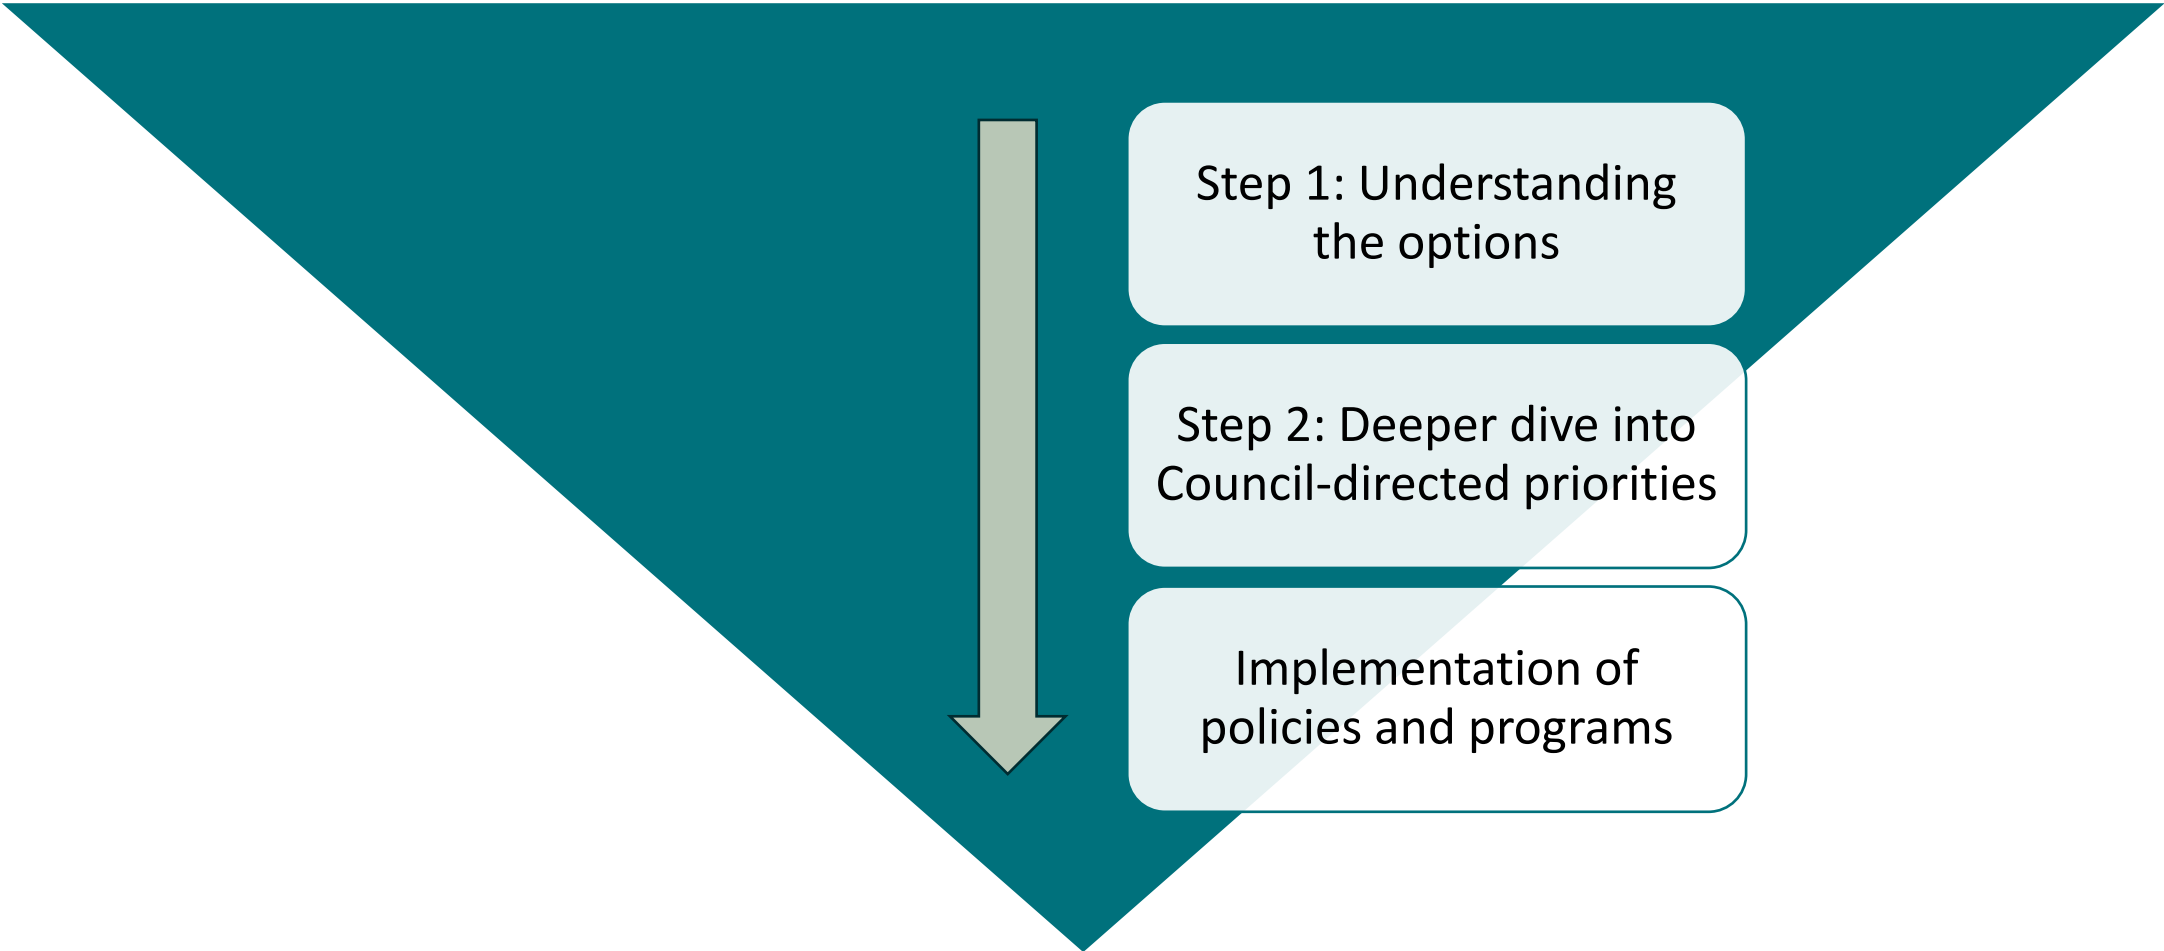 Step 1: Understanding
the options
Step 2: Deeper dive into
Council-directed priorities
Implementation of
policies and programs